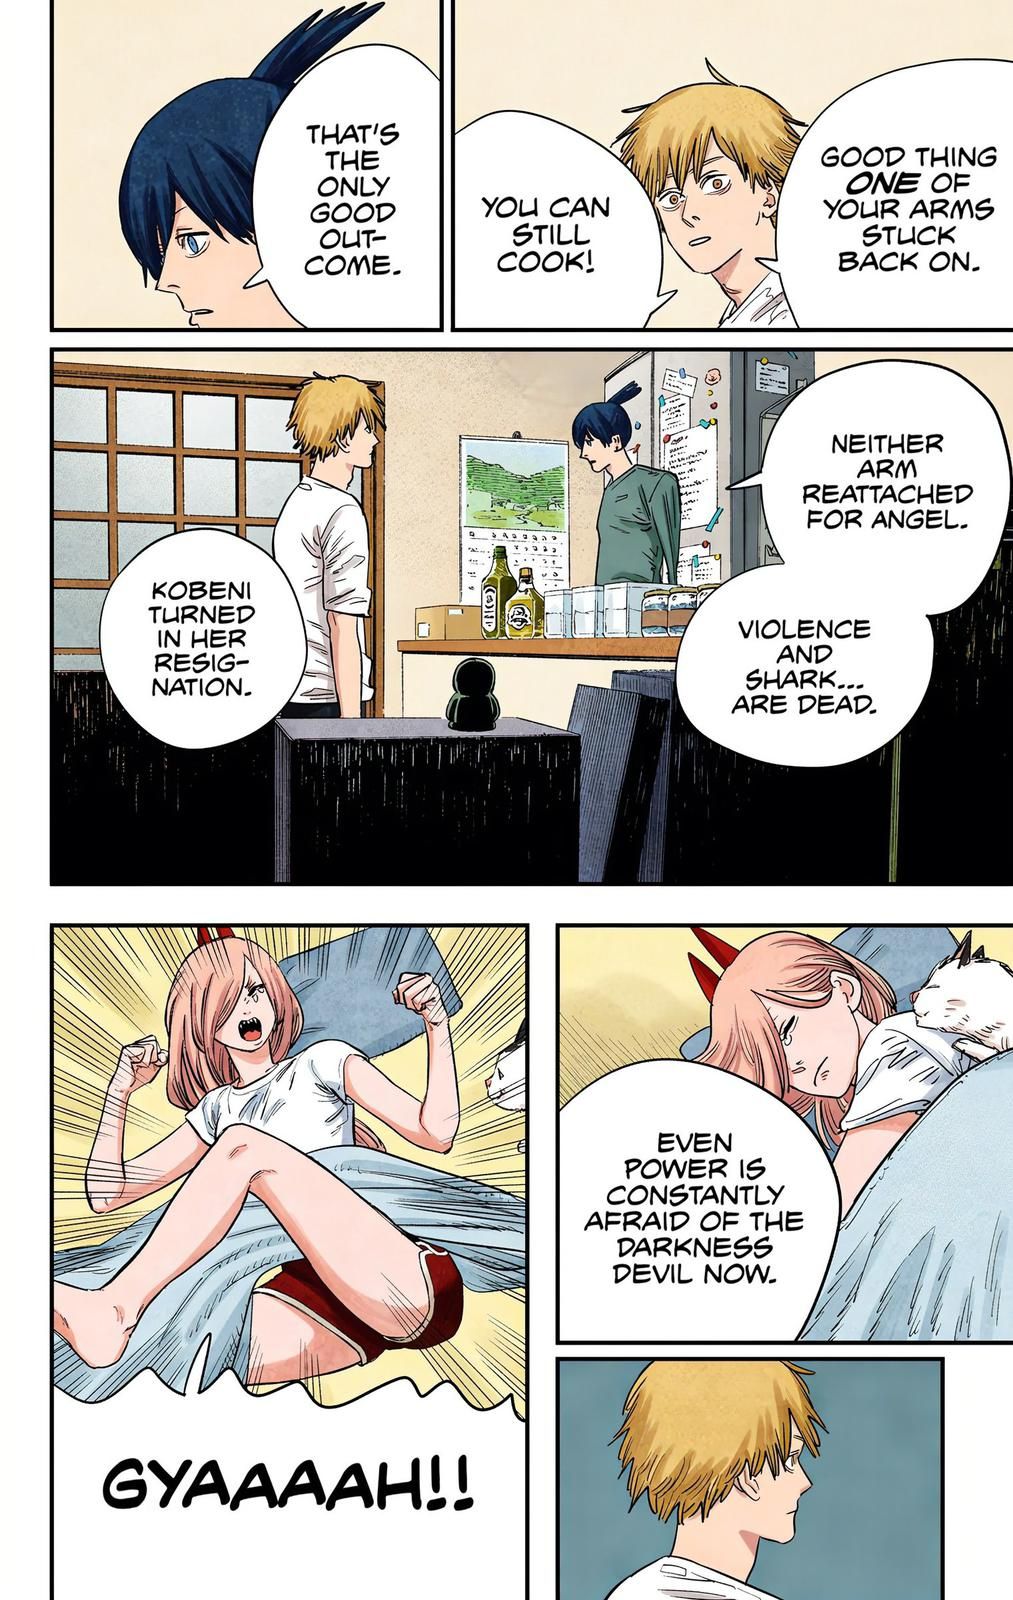 GOOD THING
ONE OF
YOUR ARMS
STUCK
BACK ON.
YOU CAN
STILL
COOK!
THAT'S
THE
ONLY
GOOD
OUT-
COME.
NEITHER
ARM
REATTACHED
FOR ANGEL.
VIOLENCE
AND
SHARK...
ARE DEAD.
KOBENI
TURNED
IN HER
RESIG-
NATION.
EVEN
POWER IS
CONSTANTLY
AFRAID OF THE
DARKNESS
DEVIL NOW.
GYAAAAH!!